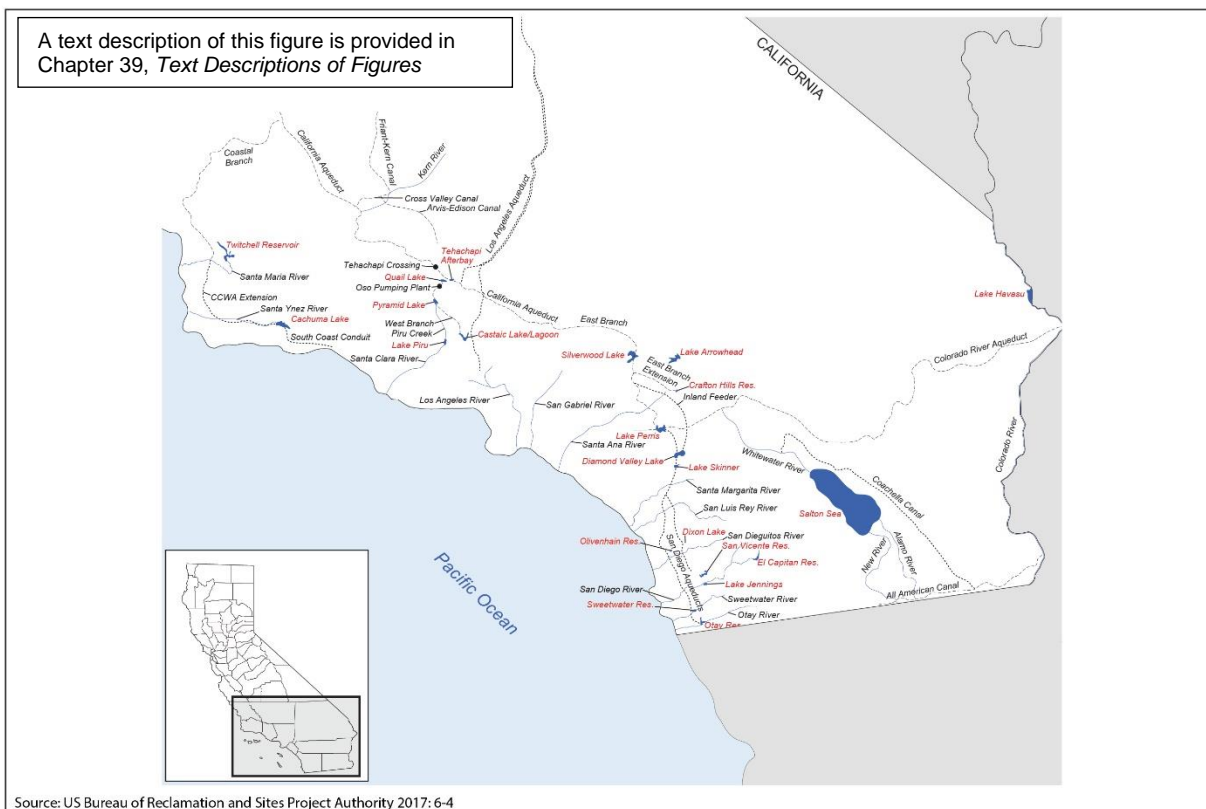 A text description of this figure is provided in
Chapter 39, Text Descriptions of Figures
CALIFORNIA
Coastal
Branch
California Aqueduct
Friant-Kern Canal
Kern River
Cross Valley Canal
Arvis-Edison Canal
Los Angeles Aqueduct
Twitchell Reservoir
Santa Maria River
CCWA Extension
Santa Ynez River
Cachuma Lake
South Coast Conduit
Tehachapi
Afterbay
Tehachapi Crossing
Quail Lake
Oso Pumping Plant
Pyramid Lake
West Branch
Piru Creek
Lake Piru
Castaic Lake/Lagoon
Santa Clara River
California Aqueduct
East Branch
Lake Havasu
Silverwood Lake
Lake Arrowhead
East Branch
Extension
Crafton Hills Res.
Inland Feeder
Colorado River Aqueduct
Los Angeles River
San Gabriel River
Colorado River
Lake Perris
Santa Ana River
Diamond Valley Lake
Lake Skinner
Whitewater River
Coachella Canal
Santa Margarita River
San Luis Rey River
Salton Sea
Dixon Lake
San Dieguitos River
Olivenhain Res.
San Diego Aqueducts
San Vicente Res.
El Capitan Res.
New River
Alamo River
Lake Jennings
San Diego River
Sweetwater River
All American Canal
Sweetwater Res.
Otay River
Otay Res.
Pacific Ocean
Source: US Bureau of Reclamation and Sites Project Authority 2017: 6-4